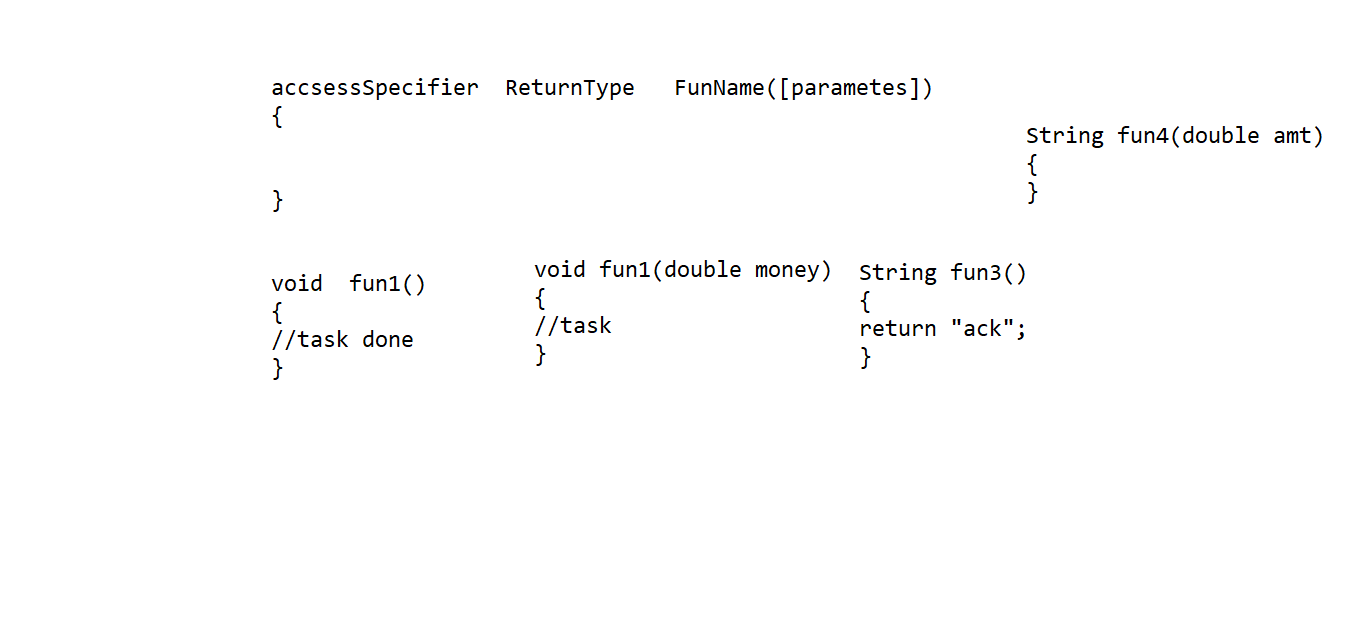 accsessSpecifier  ReturnType   FunName([parametes])
{
}
String fun4(double amt)
{
}
void  fun1()
{
//task done
}
void fun1(double money)
{
//task
}
String fun3()
{
return "ack";
}